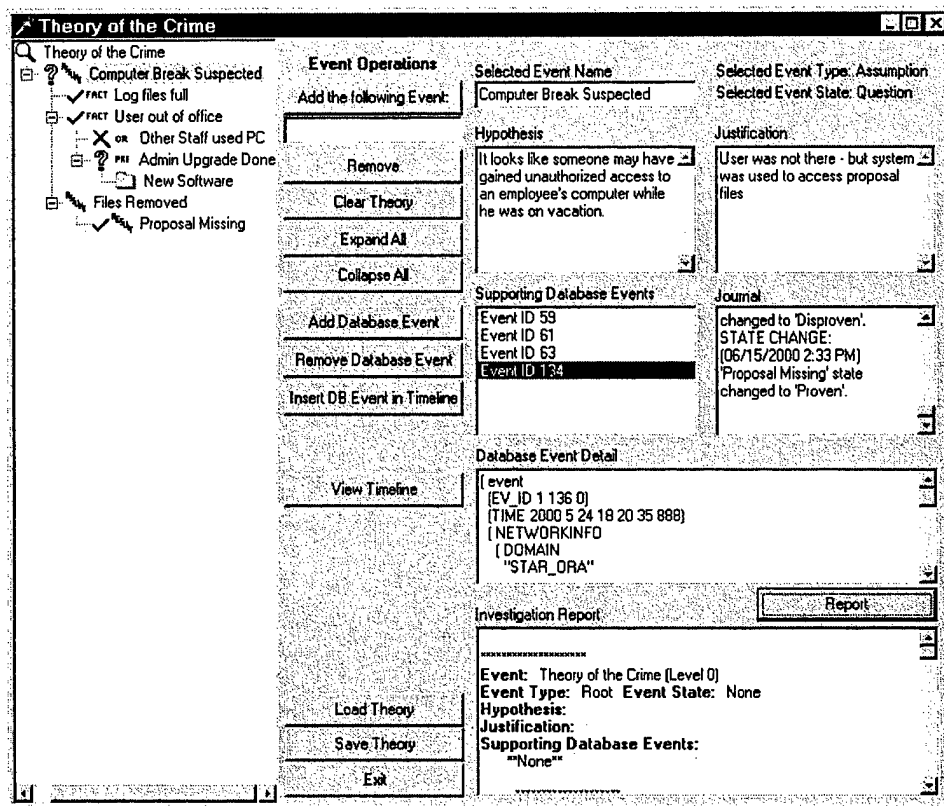 Theory of the Crime
Theory of the Crime
Computer Break Suspected
FACT Log files full
FACT User out of office
OR Other Staff used PC
Admin Upgrade Done
New Software
Files Removed
Proposal Missing
Event Operations
Add the following Event:
Remove
Clear Theory
Expand All
Collapse All
Add Database Event
Remove Database Event
Insert DB Event in Timeline
View Timeline
Load Theory
Save Theory
Exit
Selected Event Name
Computer Break Suspected
Selected Event Type: Assumption
Selected Event State: Question
Hypothesis
It looks like someone may have
gained unauthorized access to
an employee's computer while
he was on vacation.
Justification
User was not there - but system
was used to access proposal
files
Supporting Database Events
Event ID 59
Event ID 61
Event ID 63
Event ID 134
Journal
changed to 'Disproven'.
STATE CHANGE:
(06/15/2000 2:33 PM)
'Proposal Missing' state
changed to 'Proven'.
Database Event Detail
( event
(EV_ID 1 136 0)
(TIME 2000 5 24 18 20 35 888)
( NETWORKINFO
( DOMAIN
"STAR_ORA"
Report
Investigation Report
********************
Event: Theory of the Crime (Level 0)
Event Type: Root Event State: None
Hypothesis:
Justification:
Supporting Database Events:
**None**
********************